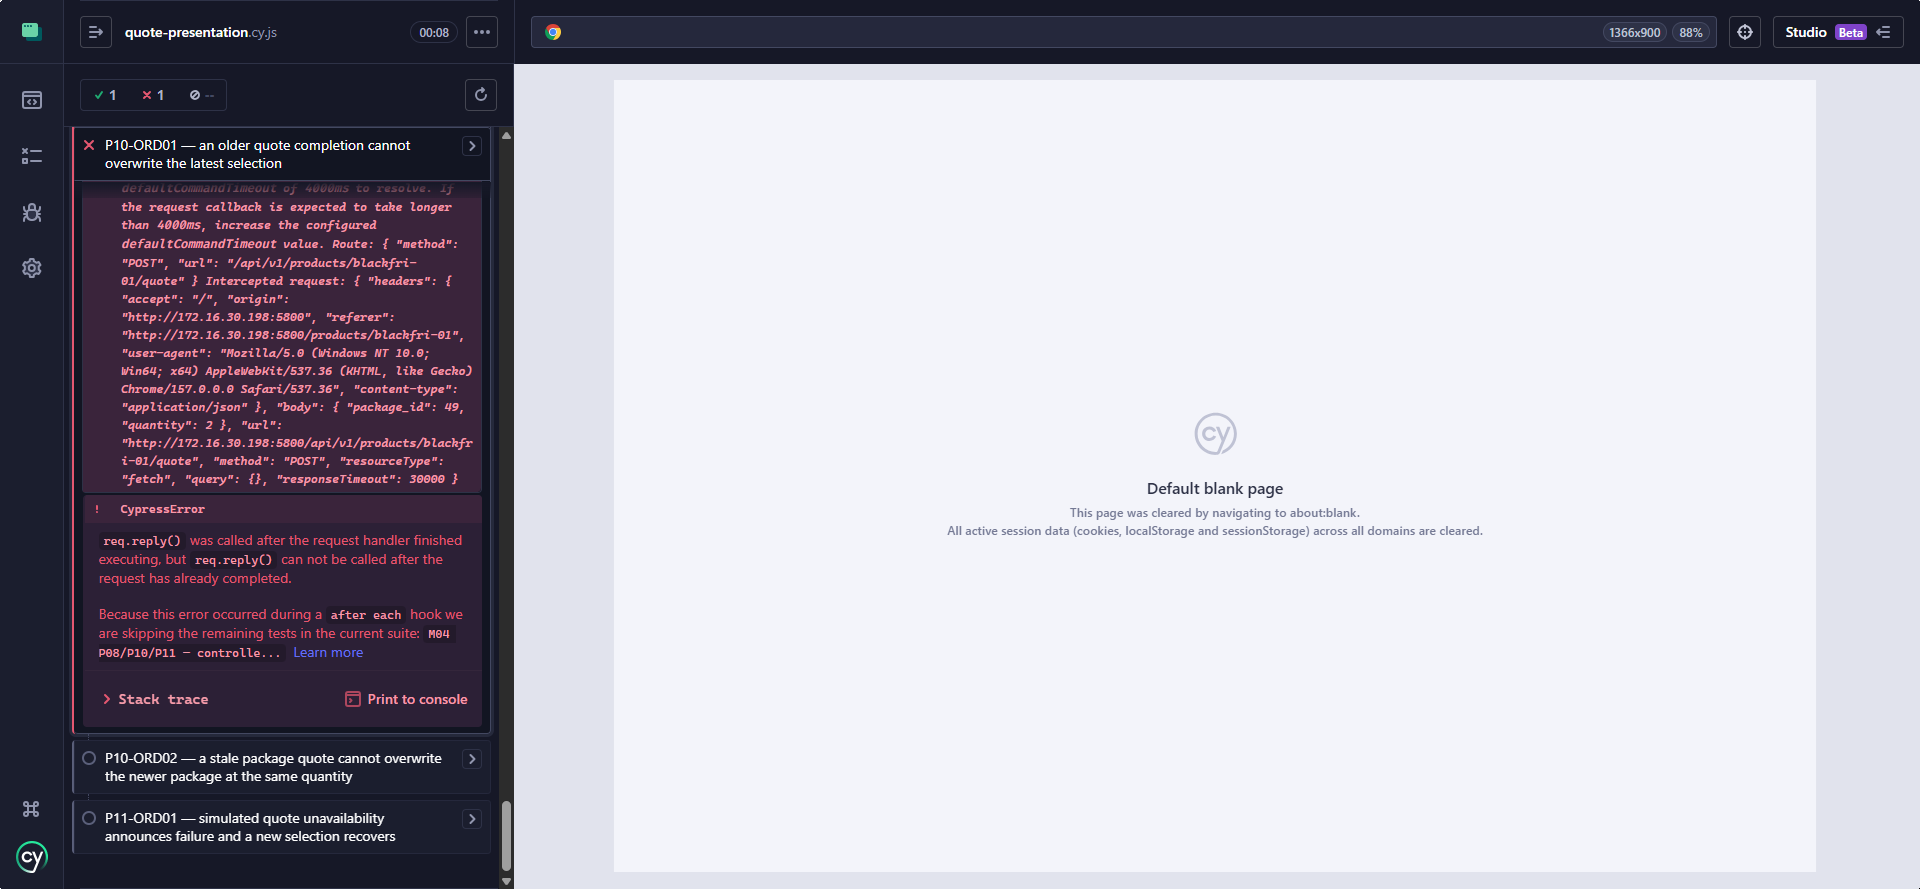 quote-presentation.cy.js
00:08
1366x900
88%
Studio
Beta
1
1
--
P10-ORD01 — an older quote completion cannot
overwrite the latest selection
defaultCommandTimeout of 4000ms to resolve. If
the request callback is expected to take longer
than 4000ms, increase the configured
defaultCommandTimeout value. Route: { "method":
"POST", "url": "/api/v1/products/blackfri-
01/quote" } Intercepted request: { "headers": {
"accept": "/", "origin":
"http://172.16.30.198:5800", "referer":
"http://172.16.30.198:5800/products/blackfri-01",
"user-agent": "Mozilla/5.0 (Windows NT 10.0;
Win64; x64) AppleWebKit/537.36 (KHTML, like Gecko)
Chrome/157.0.0.0 Safari/537.36", "content-type":
"application/json" }, "body": { "package_id": 49,
"quantity": 2 }, "url":
"http://172.16.30.198:5800/api/v1/products/blackfr
i-01/quote", "method": "POST", "resourceType":
"fetch", "query": {}, "responseTimeout": 30000 }
! CypressError
req.reply() was called after the request handler finished
executing, but req.reply() can not be called after the
request has already completed.
Because this error occurred during a after each hook we
are skipping the remaining tests in the current suite: M04
P08/P10/P11 — controlle... Learn more
Stack trace
Print to console
P10-ORD02 — a stale package quote cannot overwrite
the newer package at the same quantity
P11-ORD01 — simulated quote unavailability
announces failure and a new selection recovers
cy
cy
Default blank page
This page was cleared by navigating to about:blank.
All active session data (cookies, localStorage and sessionStorage) across all domains are cleared.